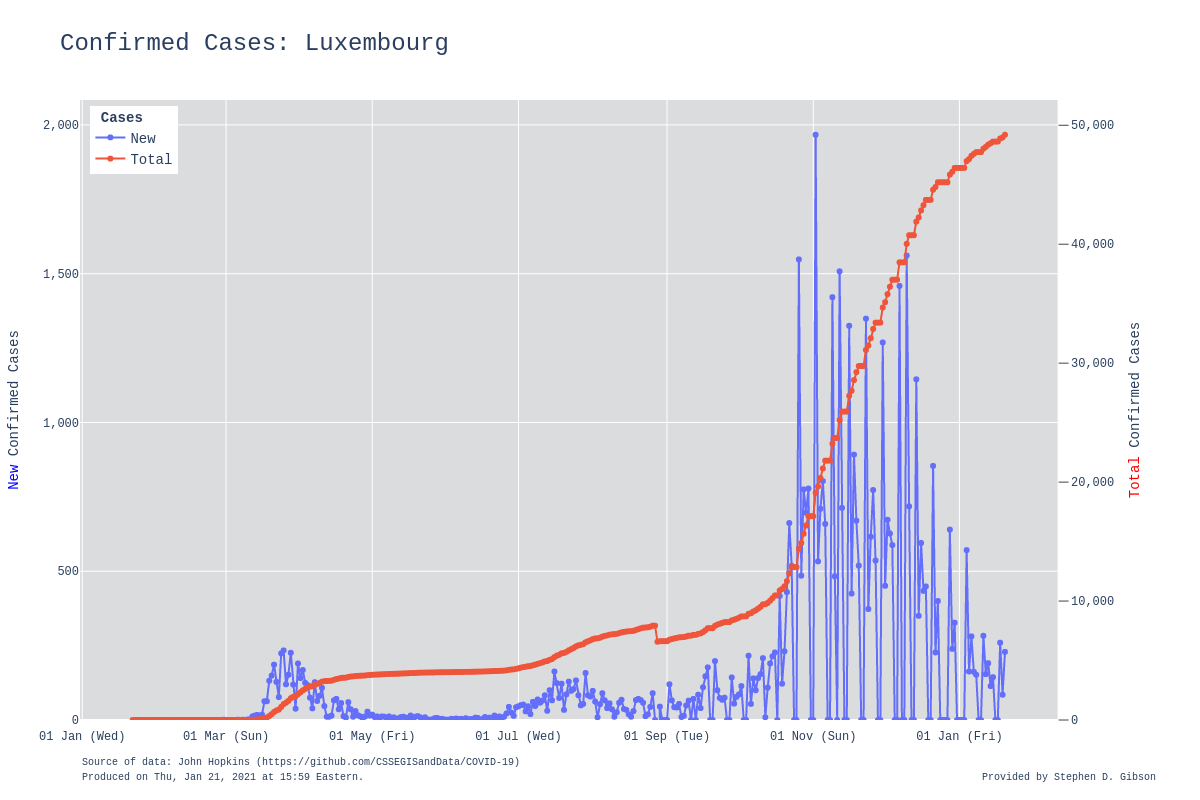 Confirmed Cases: Luxembourg
Cases
New
Total
2,000
1,500
1,000
500
0
50,000
40,000
30,000
20,000
10,000
0
New Confirmed Cases
Total Confirmed Cases
01 Jan (Wed)
01 Mar (Sun)
01 May (Fri)
01 Jul (Wed)
01 Sep (Tue)
01 Nov (Sun)
01 Jan (Fri)
Source of data: John Hopkins (https://github.com/CSSEGISandData/COVID-19)
Produced on Thu, Jan 21, 2021 at 15:59 Eastern.
Provided by Stephen D. Gibson